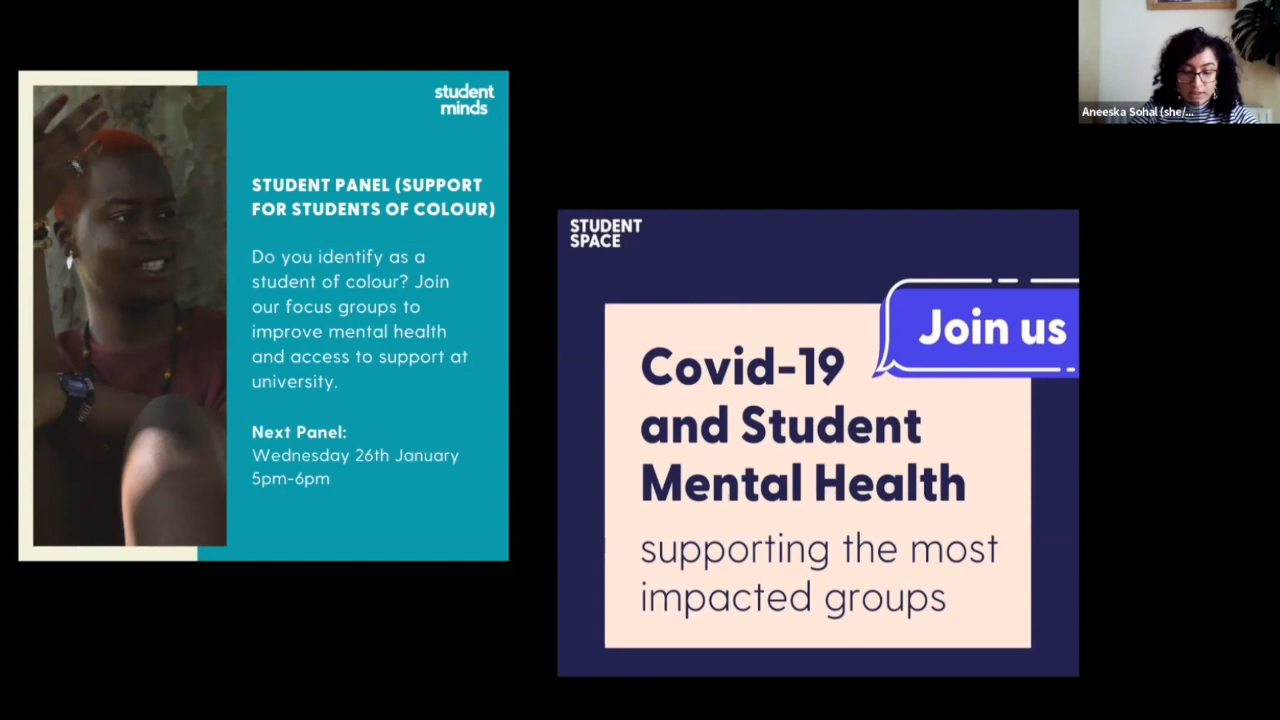 student
minds
STUDENT PANEL (SUPPORT
FOR STUDENTS OF COLOUR)
Do you identify as a
student of colour? Join
our focus groups to
improve mental health
and access to support at
university.
Next Panel:
Wednesday 26th January
5pm-6pm
STUDENT
SPACE
Join us
Covid-19
and Student
Mental Health
supporting the most
impacted groups
Aneeska Sohal (she/...